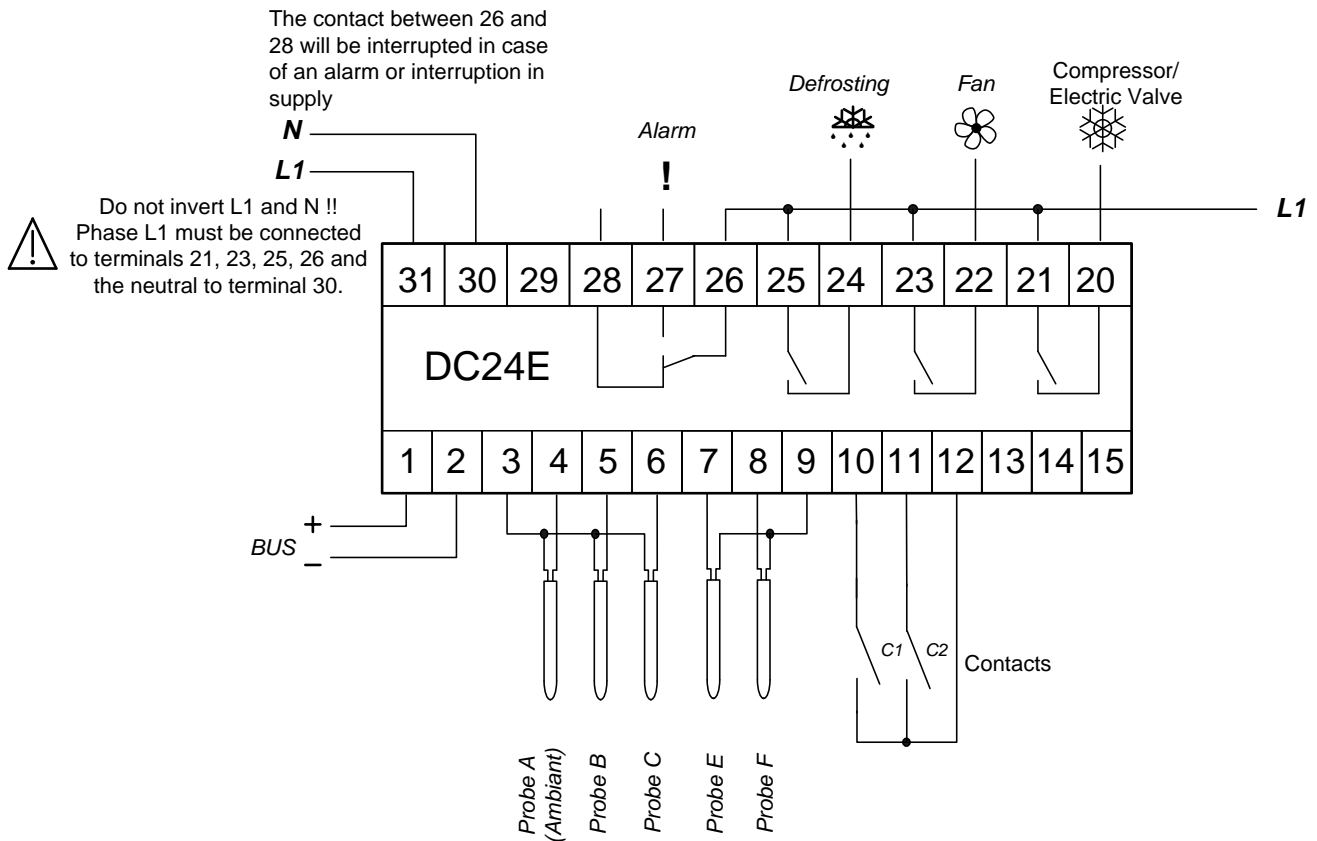 The contact between 26 and
28 will be interrupted in case
of an alarm or interruption in
supply
N
L1
Do not invert L1 and N !!
Phase L1 must be connected
to terminals 21, 23, 25, 26 and
the neutral to terminal 30.
Alarm
!
Defrosting
Fan
Compressor/
Electric Valve
L1
31 30 29 28 27 26 25 24 23 22 21 20
DC24E
1 2 3 4 5 6 7 8 9 10 11 12 13 14 15
BUS
+
–
C1
C2
Contacts
Probe A
(Ambiant)
Probe B
Probe C
Probe E
Probe F